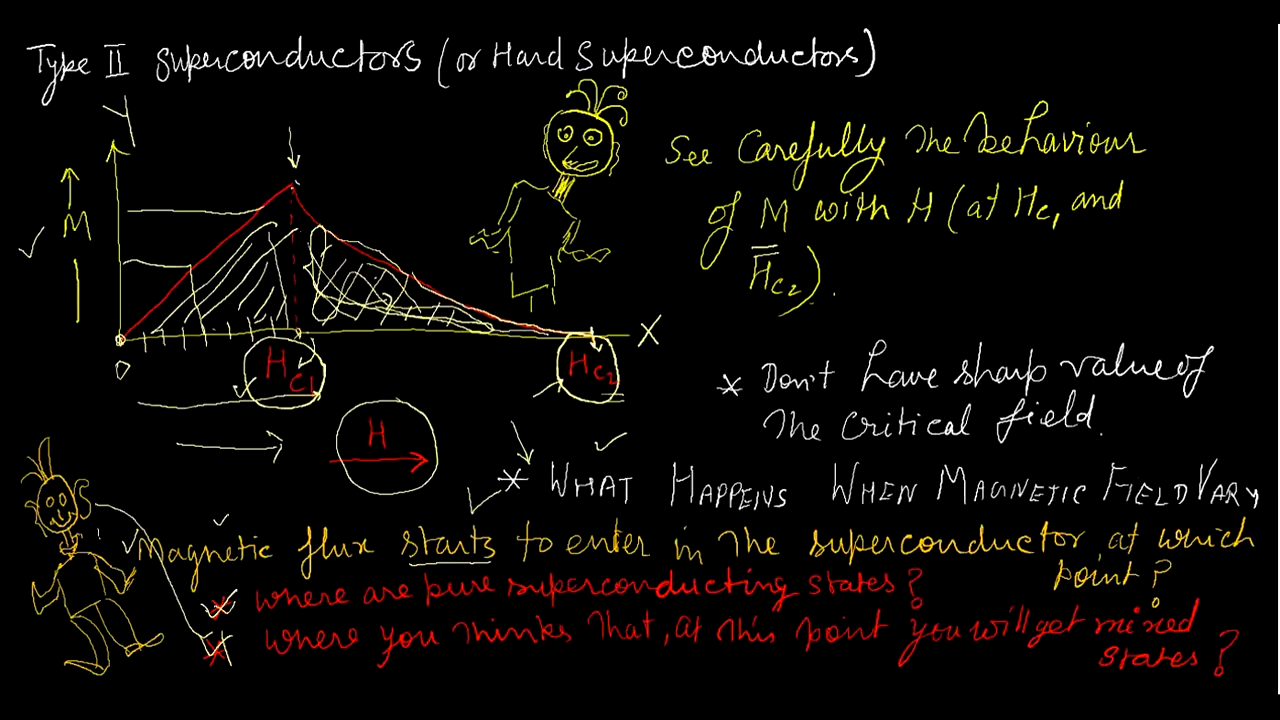 Type II superconductors (or Hard Superconductors)
Y
M
O
X
H C1
H C2
H
See Carefully the behaviour
of M with H (at Hc1 and
Hc2).
* Don't have sharp value of
the critical field.
* WHAT HAPPENS WHEN MAGNETIC FIELD VARY
Magnetic flux starts to enter in the superconductor, at which
point?
* where are pure superconducting states?
* where you thinks that, at this point you will get mixed
states?